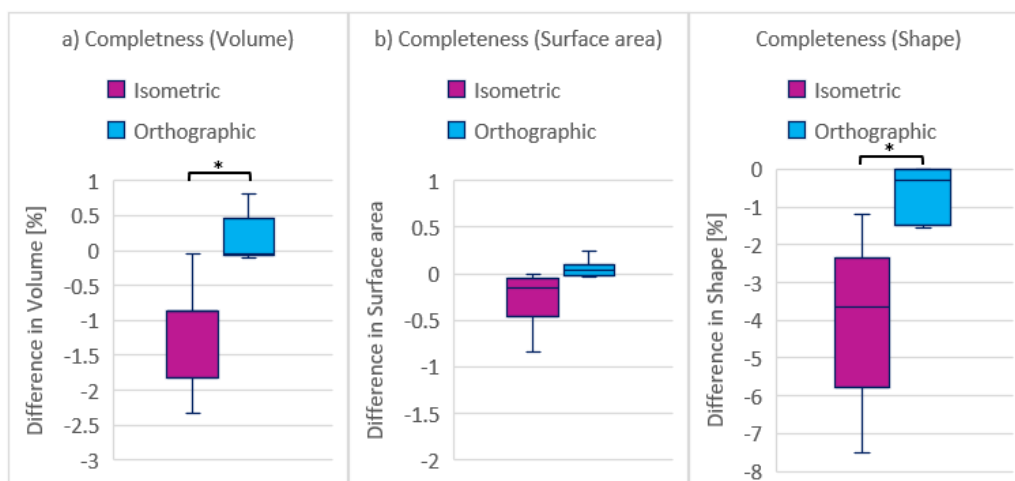 a) Completness (Volume)
Isometric
Orthographic
*
1
0.5
0
-0.5
-1
-1.5
-2
-2.5
-3
Difference in Volume [%]
b) Completeness (Surface area)
Isometric
Orthographic
1
0.5
0
-0.5
-1
-1.5
-2
Difference in Surface area
Completeness (Shape)
Isometric
Orthographic
*
0
-1
-2
-3
-4
-5
-6
-7
-8
Difference in Shape [%]